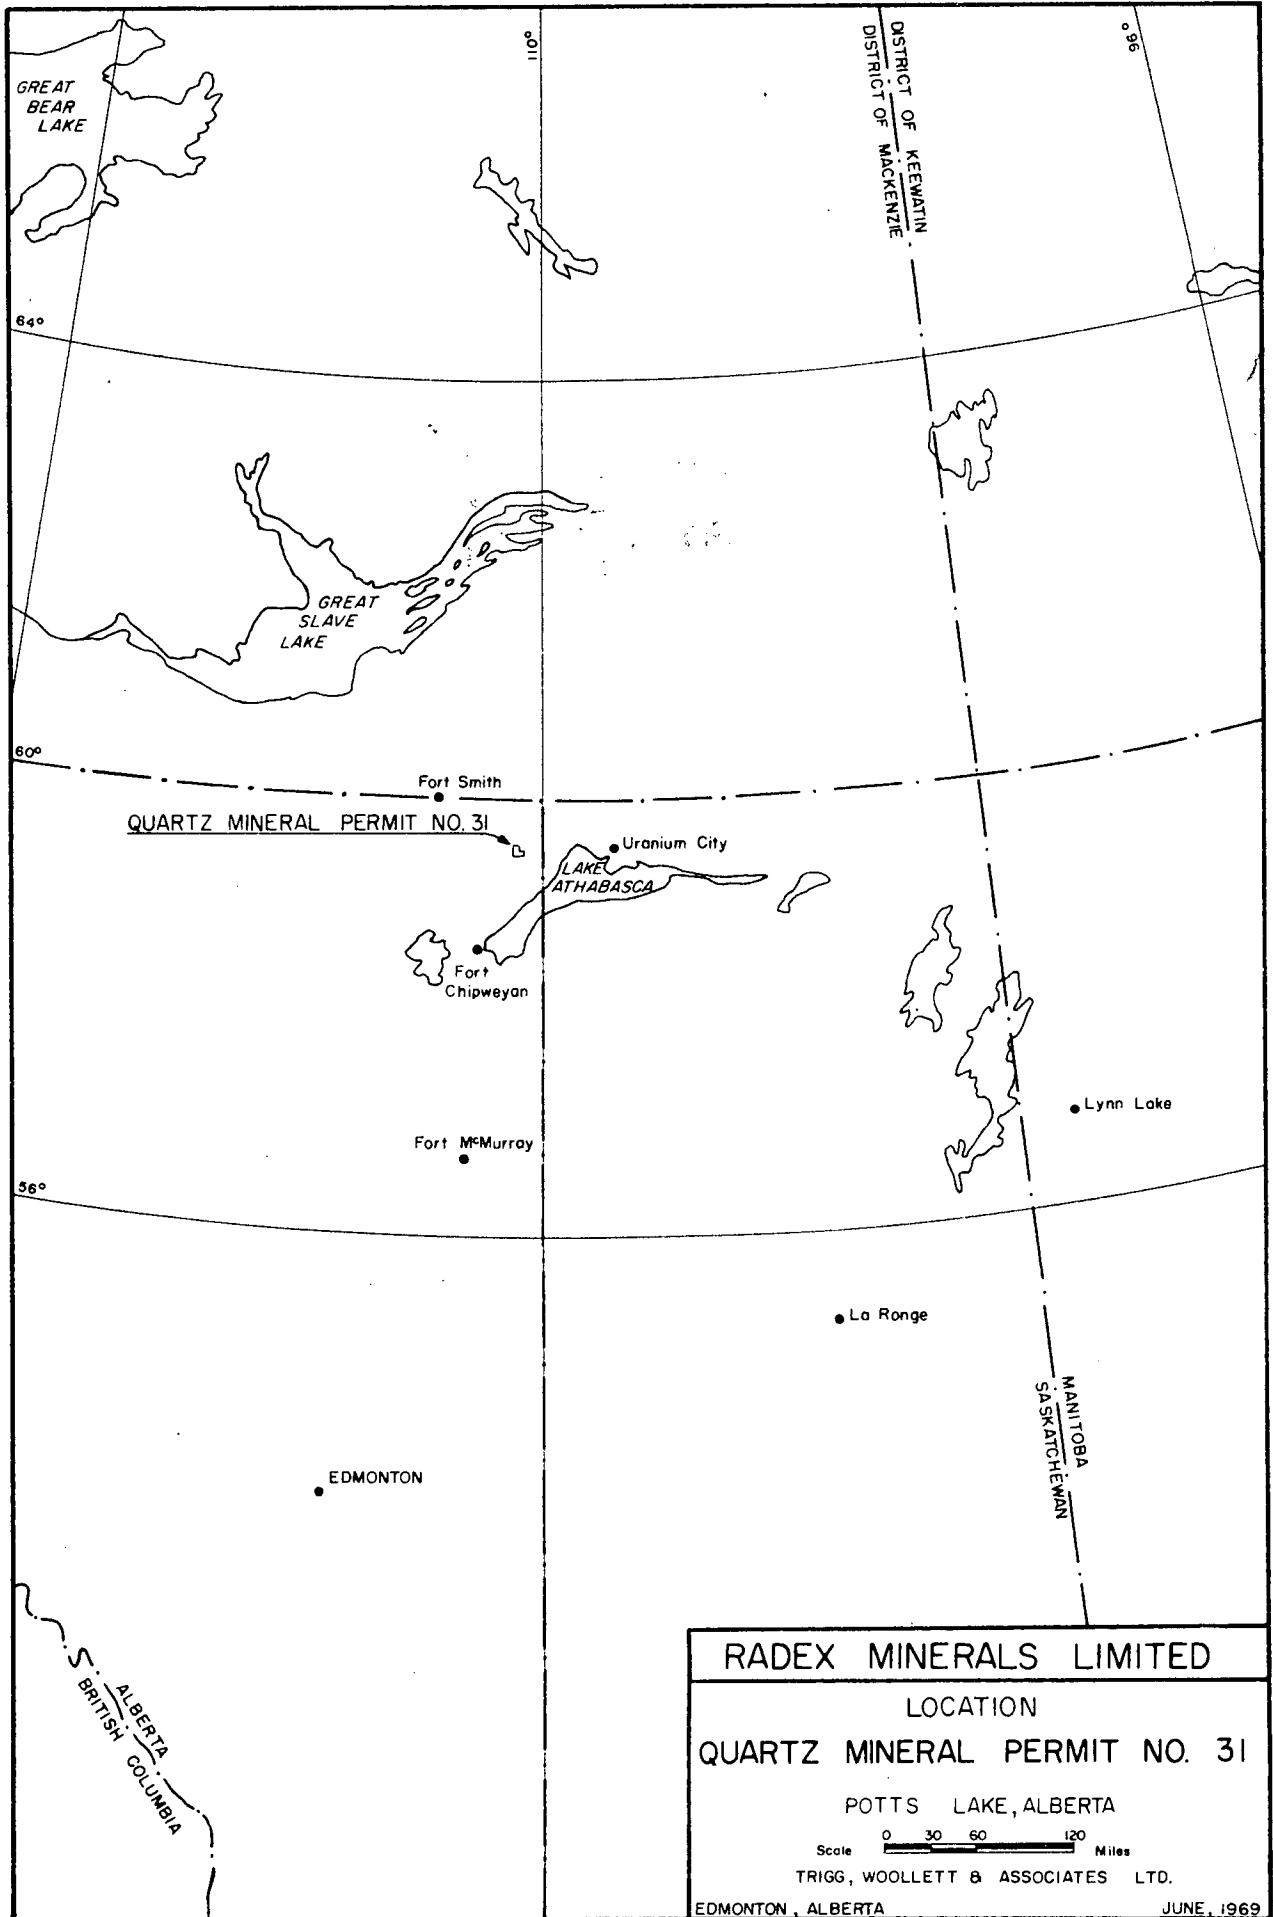 110°
96°
GREAT
BEAR
LAKE
DISTRICT OF KEEWATIN
DISTRICT OF MACKENZIE
64°
GREAT
SLAVE
LAKE
60°
Fort Smith
QUARTZ MINERAL PERMIT NO. 31
Uranium City
LAKE
ATHABASCA
Fort
Chipweyan
Lynn Lake
Fort McMurray
56°
La Ronge
MANITOBA
SASKATCHEWAN
EDMONTON
ALBERTA
BRITISH COLUMBIA
RADEX MINERALS LIMITED
LOCATION
QUARTZ MINERAL PERMIT NO. 31
POTTS LAKE, ALBERTA
0 30 60 120
Scale Miles
TRIGG, WOOLLETT & ASSOCIATES LTD.
EDMONTON, ALBERTA JUNE, 1969